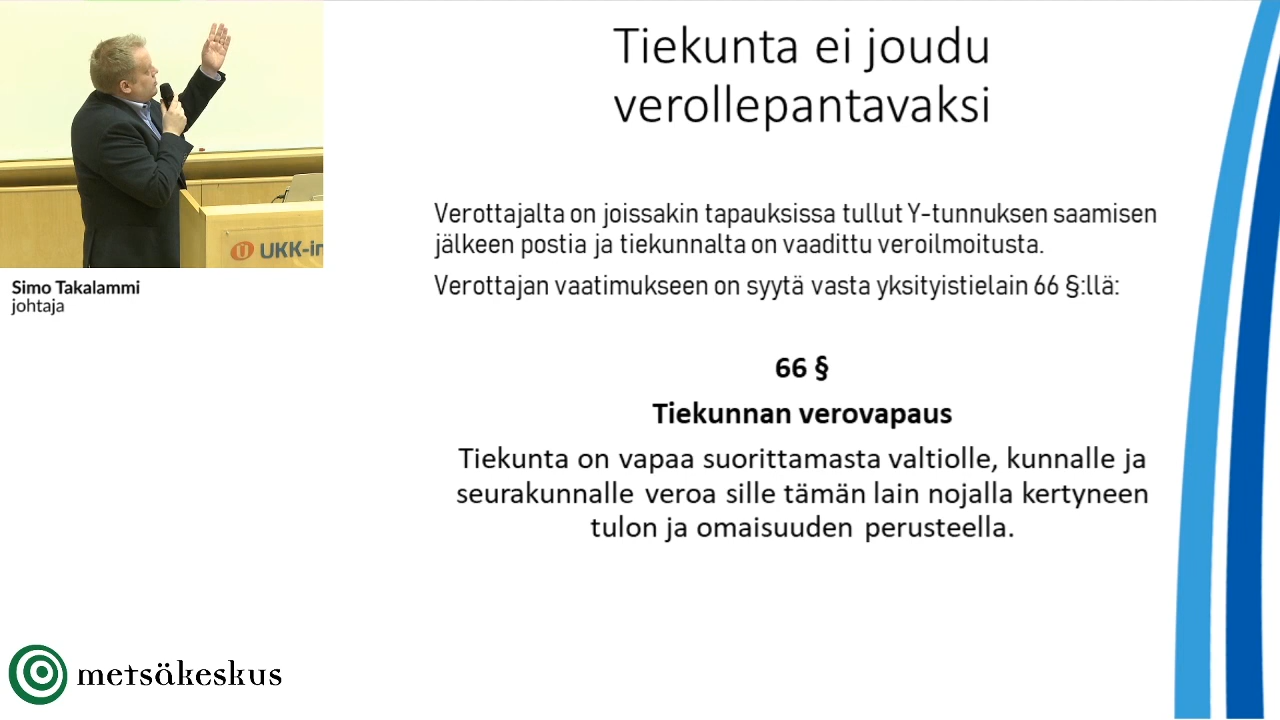 Tiekunta ei joudu
verollepantavaksi
Verottajalta on joissakin tapauksissa tullut Y-tunnuksen saamisen
jälkeen postia ja tiekunnalta on vaadittu veroilmoitusta.
Verottajan vaatimukseen on syytä vasta yksityistielain 66 §:llä:
66 §
Tiekunnan verovapaus
Tiekunta on vapaa suorittamasta valtiolle, kunnalle ja
seurakunnalle veroa sille tämän lain nojalla kertyneen
tulon ja omaisuuden perusteella.
UKK-in
Simo Takalammi
johtaja
metsäkeskus